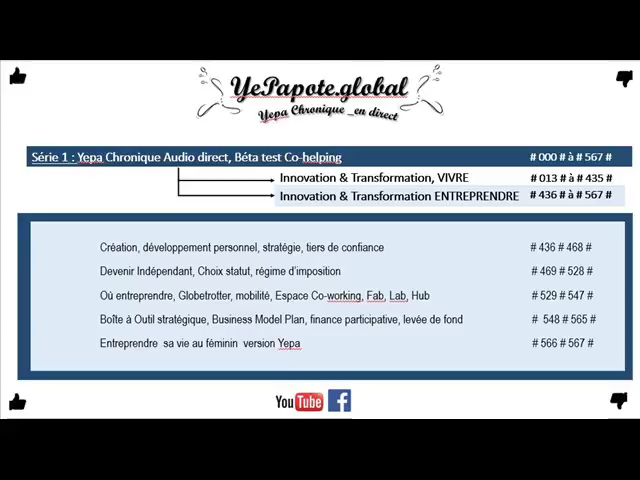 YePapote.global
Yepa Chronique _en direct
Série 1 : Yepa Chronique Audio direct, Béta test Co-helping # 000 # à # 567 #
Innovation & Transformation, VIVRE # 013 # à # 435 #
Innovation & Transformation ENTREPRENDRE # 436 # à # 567 #
Création, développement personnel, stratégie, tiers de confiance # 436 # 468 #
Devenir Indépendant, Choix statut, régime d'imposition # 469 # 528 #
Où entreprendre, Globetrotter, mobilité, Espace Co-working, Fab, Lab, Hub # 529 # 547 #
Boîte à Outil stratégique, Business Model Plan, finance participative, levée de fond # 548 # 565 #
Entreprendre sa vie au féminin version Yepa # 566 # 567 #
YouTube f